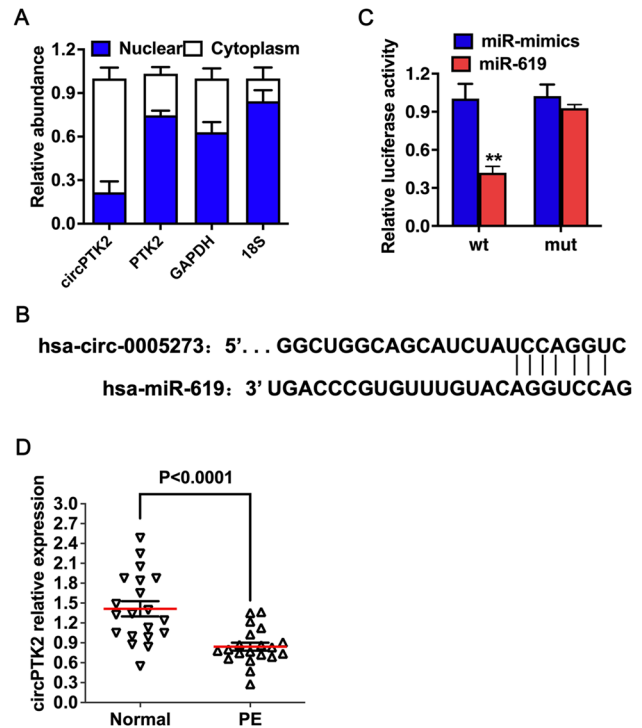 A
Nuclear Cytoplasm
Relative abundance
1.2
0.9
0.6
0.3
0.0
circPTK2 PTK2 GAPDH 18S
C
miR-mimics
miR-619
Relative luciferase activity
1.2
0.9
0.6
0.3
0.0
**
wt mut
B
hsa-circ-0005273: 5'... GGCUGGCAGCAUCUAUCCAGGUC
hsa-miR-619: 3' UGACCCGUGUUUGUACAGGUCCAG
D
P<0.0001
circPTK2 relative expression
3.0
2.7
2.4
2.1
1.8
1.5
1.2
0.9
0.6
0.3
0.0
Normal PE